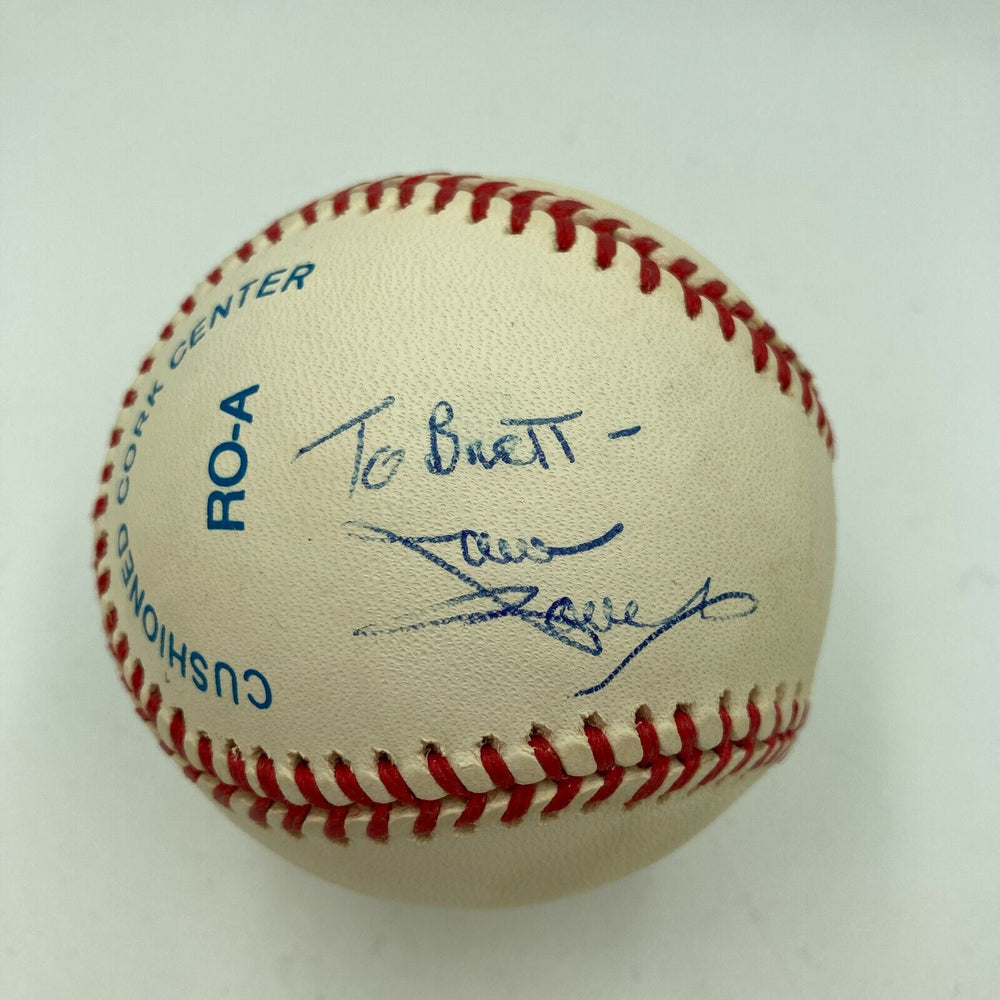 CUSHIONED CORK CENTER
RO-A
To Brett -